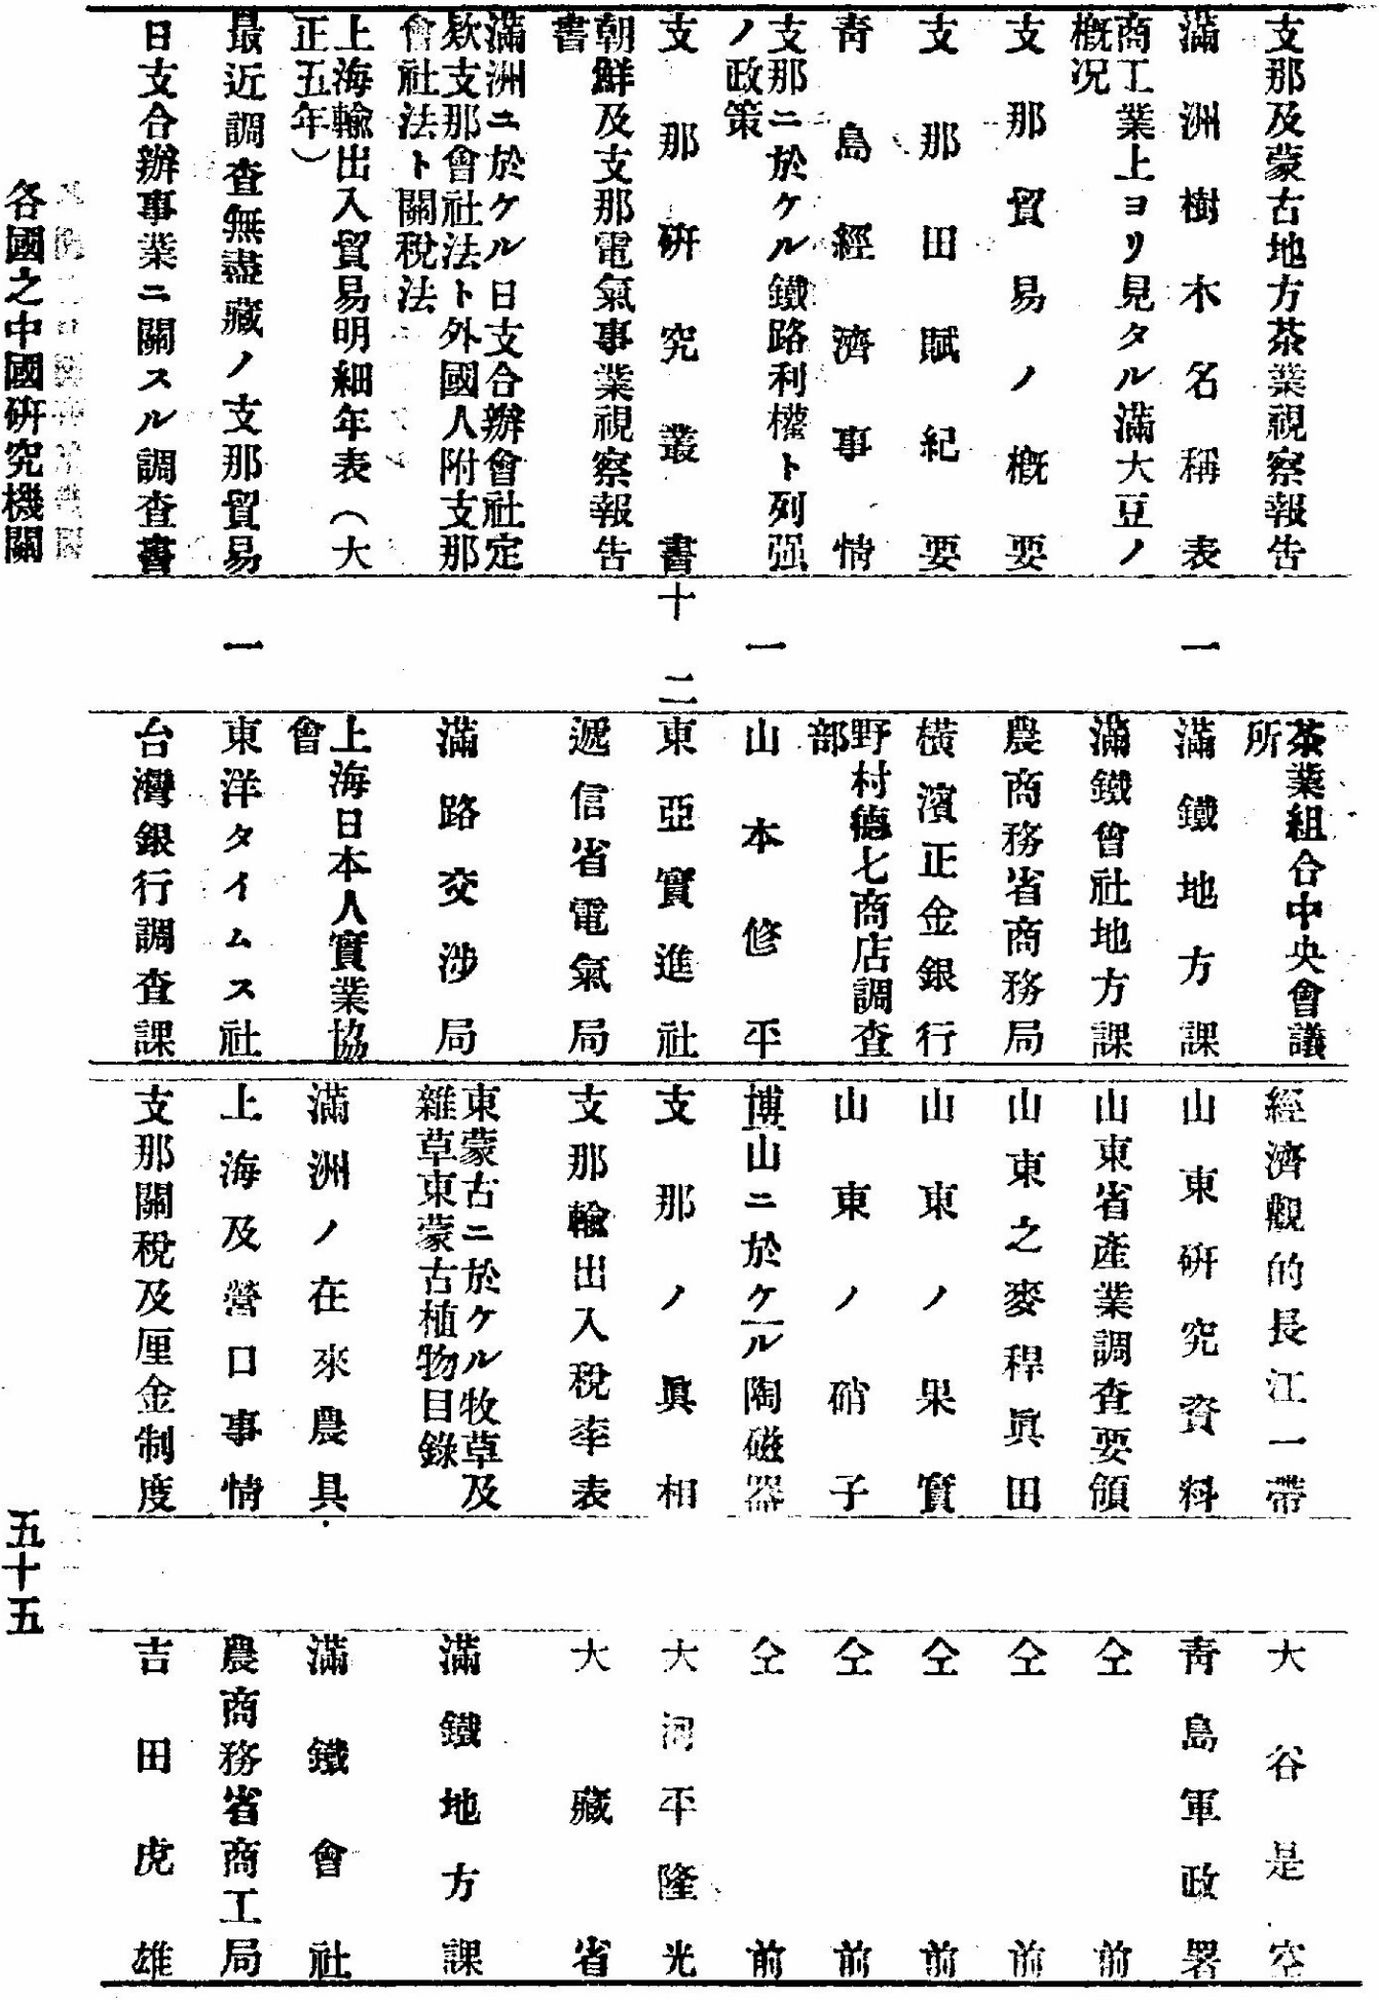 支那及蒙古地方茶業視察報告
茶業組合中央會議
所
滿洲樹木名稱表
一
滿鐵地方課
商工業上ヨリ見タル滿大豆ノ
概況
滿鐵會社地方課
支那貿易ノ概要
農商務省商務局
支那田賦紀要
橫濱正金銀行
靑島經濟事情
野村德七商店調査
部
支那ニ於ケル鐵路利權ト列强
ノ政策
一
山本修平
支那硏究叢書
十二
東亞實進社
朝鮮及支那電氣事業視察報告
書
遞信省電氣局
滿洲ニ於ケル日支合辦會社定
欵支那會社法ト外國人附支那
會社法ト關稅法
滿路交涉局
上海輸出入貿易明細年表（大
正五年）
上海日本人實業協
會
最近調查無盡藏ノ支那貿易
一
東洋タイムス社
日支合辦事業ニ關スル調查書
台灣銀行調查課
經濟觀的長江一帶
大谷是空
山東硏究資料
靑島軍政署
山東省產業調查要領
仝前
山東之麥稈眞田
仝前
山東ノ果實
仝前
山東ノ硝子
仝前
博山ニ於ケル陶磁器
仝前
支那ノ眞相
大河平隆光
支那輸出入稅率表
大藏省
東蒙古ニ於ケル牧草及
雜草東蒙古植物目錄
滿鐵地方課
滿洲ノ在來農具
滿鐵會社
上海及營口事情
農商務省商工局
支那關稅及厘金制度
吉田虎雄
各國之中國硏究機關
五十五